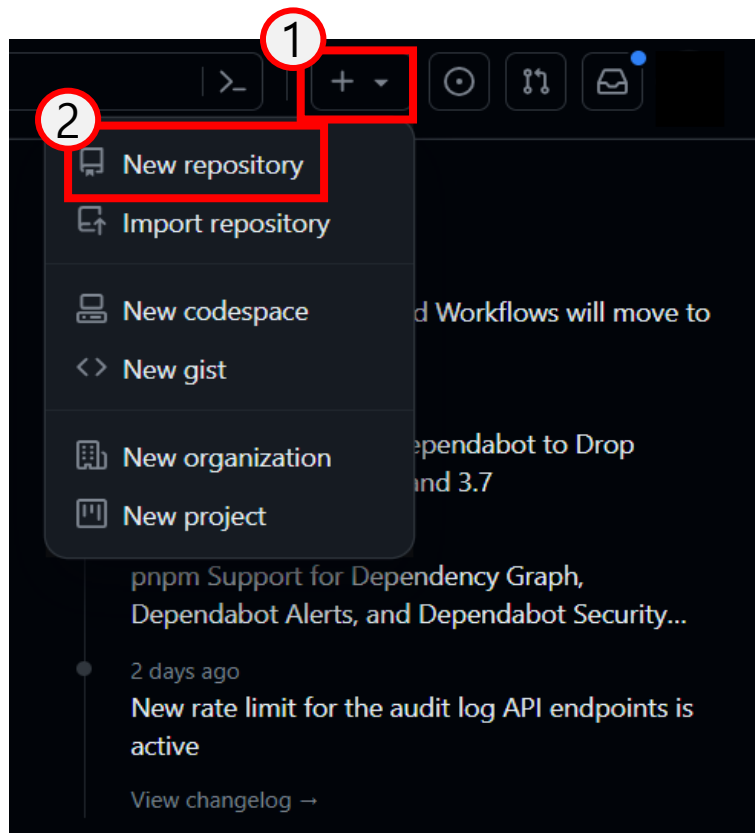 1
2
New repository
Import repository
New codespace
d Workflows will move to
New gist
New organization
ependabot to Drop
and 3.7
New project
pnpm Support for Dependency Graph,
Dependabot Alerts, and Dependabot Security...
2 days ago
New rate limit for the audit log API endpoints is
active
View changelog →